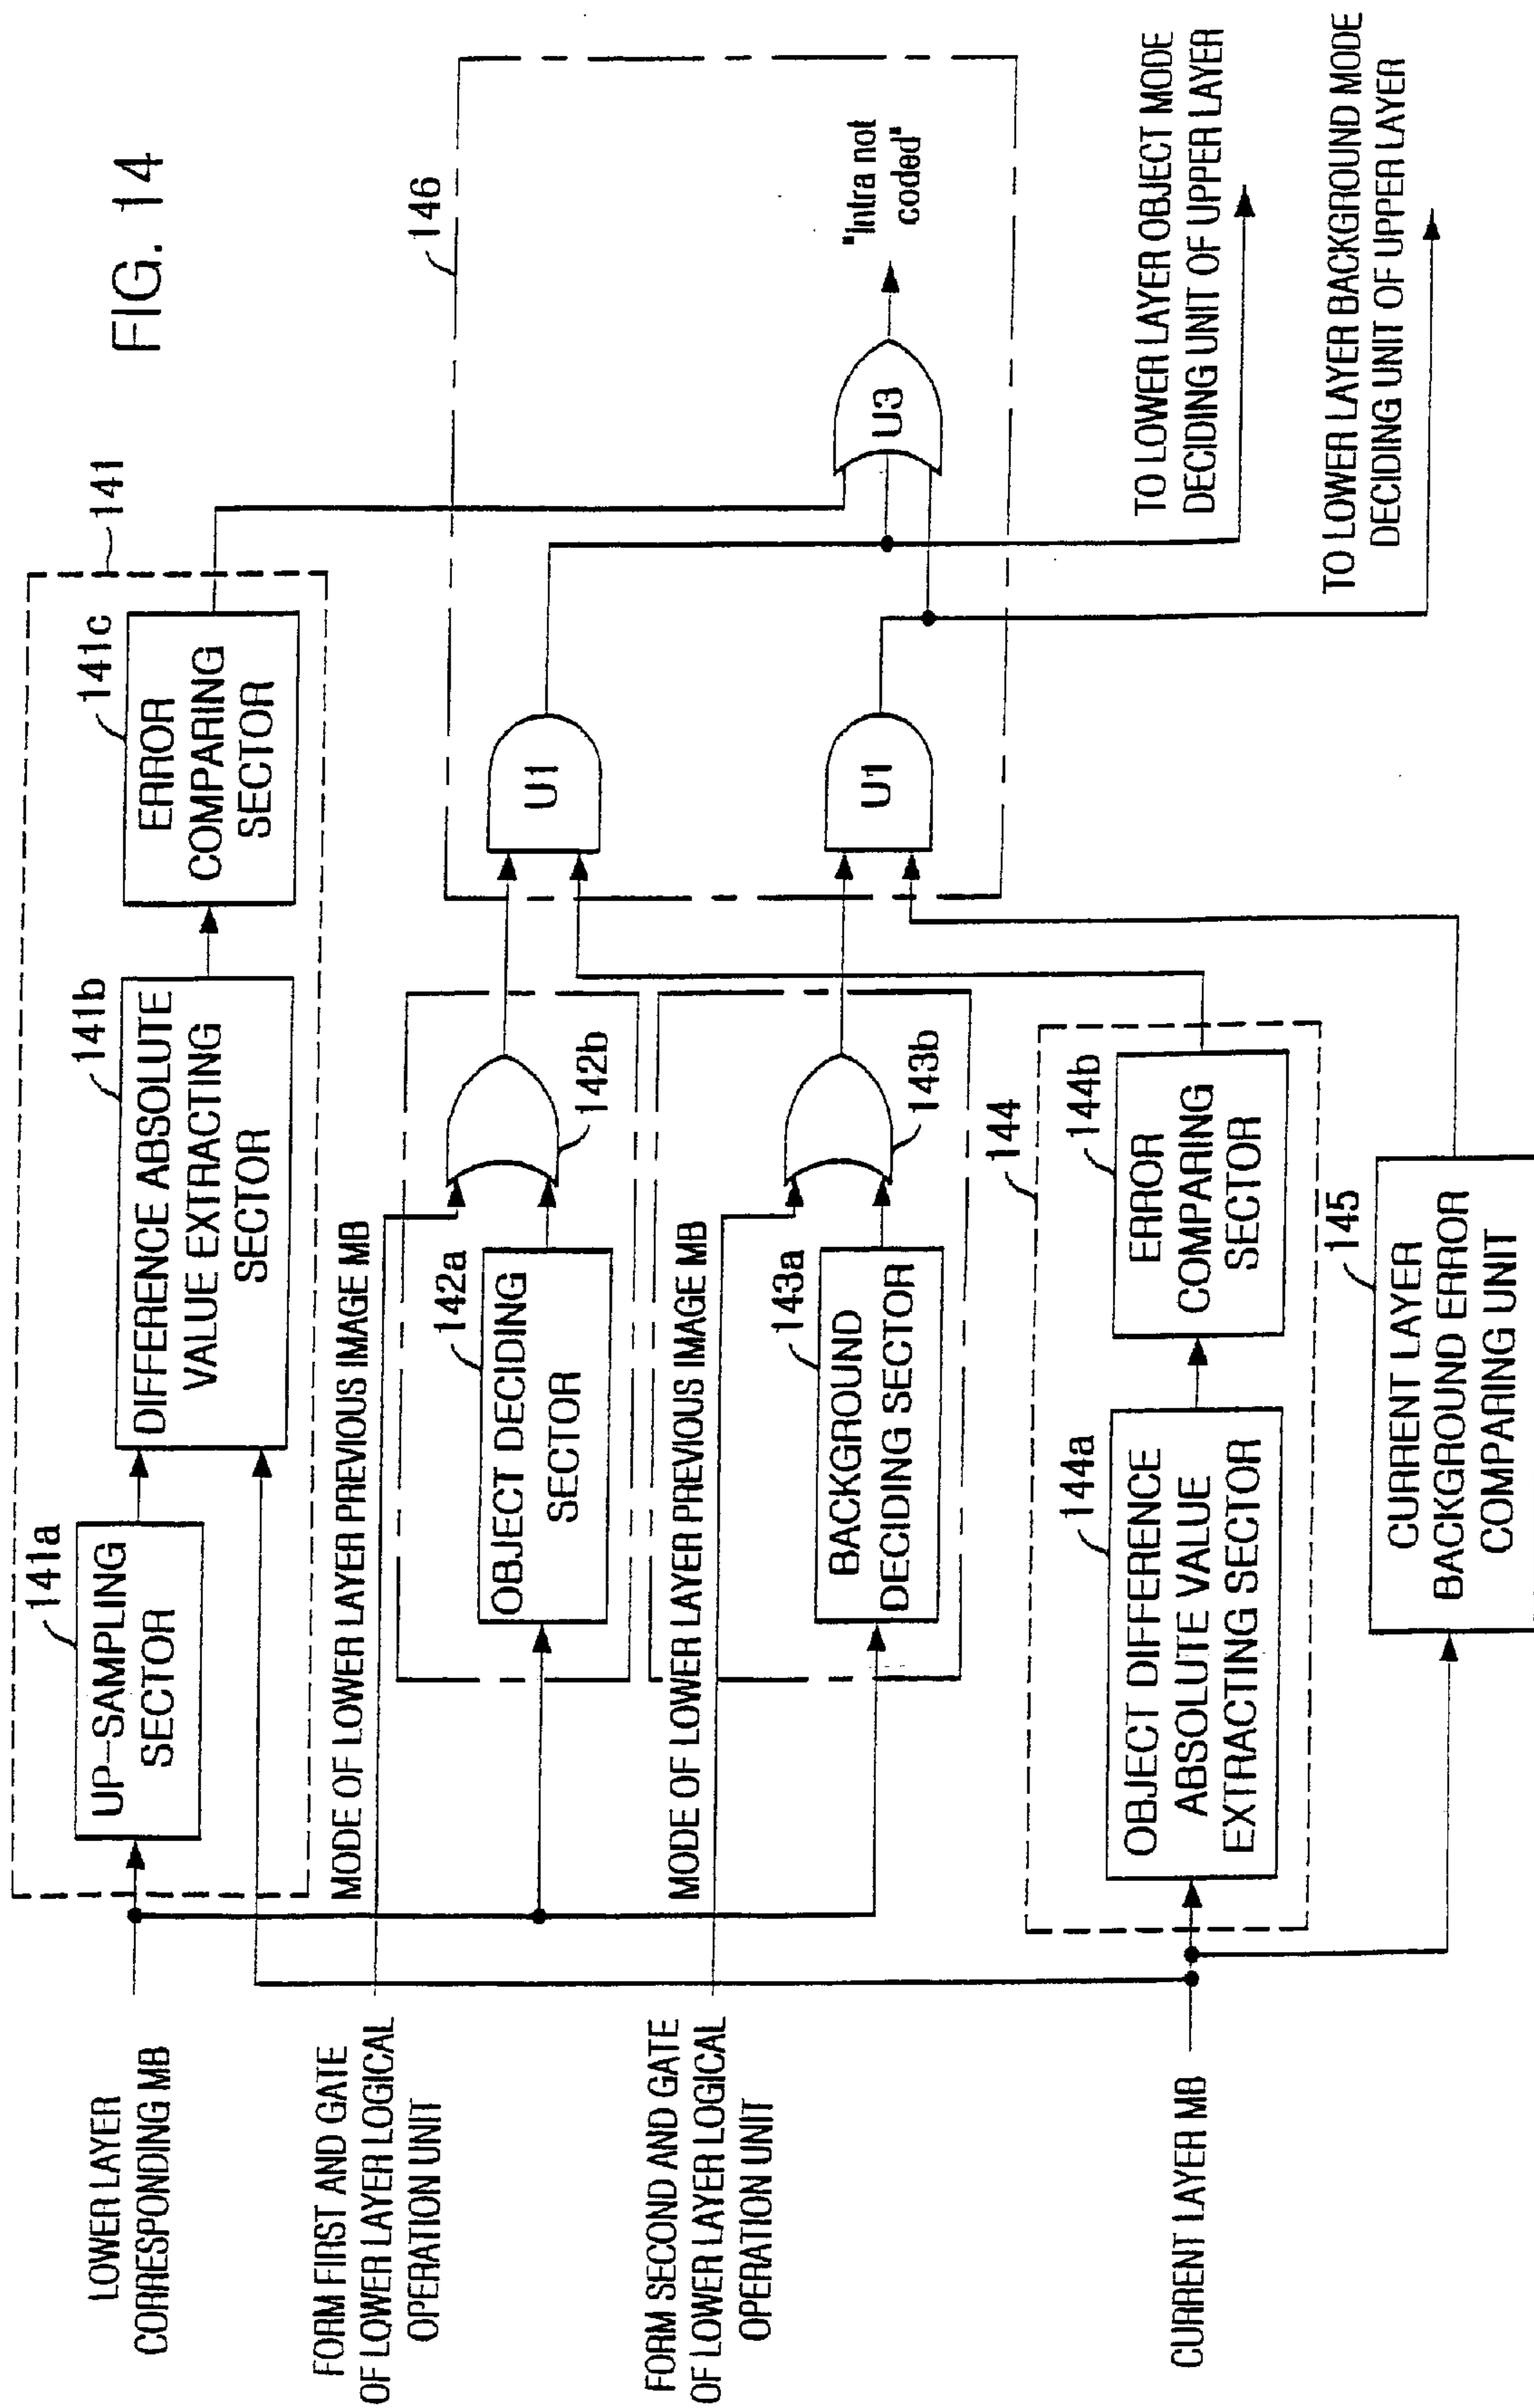 FIG. 14
141
141a
UP-SAMPLING
SECTOR
141b
DIFFERENCE ABSOLUTE
VALUE EXTRACTING
SECTOR
141c
ERROR
COMPARING
SECTOR
LOWER LAYER
CORRESPONDING MB
MODE OF LOWER LAYER PREVIOUS IMAGE MB
FORM FIRST AND GATE
OF LOWER LAYER LOGICAL
OPERATION UNIT
142a
OBJECT DECIDING
SECTOR
142b
146
U1
MODE OF LOWER LAYER PREVIOUS IMAGE MB
FORM SECOND AND GATE
OF LOWER LAYER LOGICAL
OPERATION UNIT
143a
BACKGROUND
DECIDING SECTOR
143b
U1
U3
"Intra not
coded"
144
144a
OBJECT DIFFERENCE
ABSOLUTE VALUE
EXTRACTING SECTOR
144b
ERROR
COMPARING
SECTOR
CURRENT LAYER MB
145
CURRENT LAYER
BACKGROUND ERROR
COMPARING UNIT
TO LOWER LAYER OBJECT MODE
DECIDING UNIT OF UPPER LAYER
TO LOWER LAYER BACKGROUND MODE
DECIDING UNIT OF UPPER LAYER